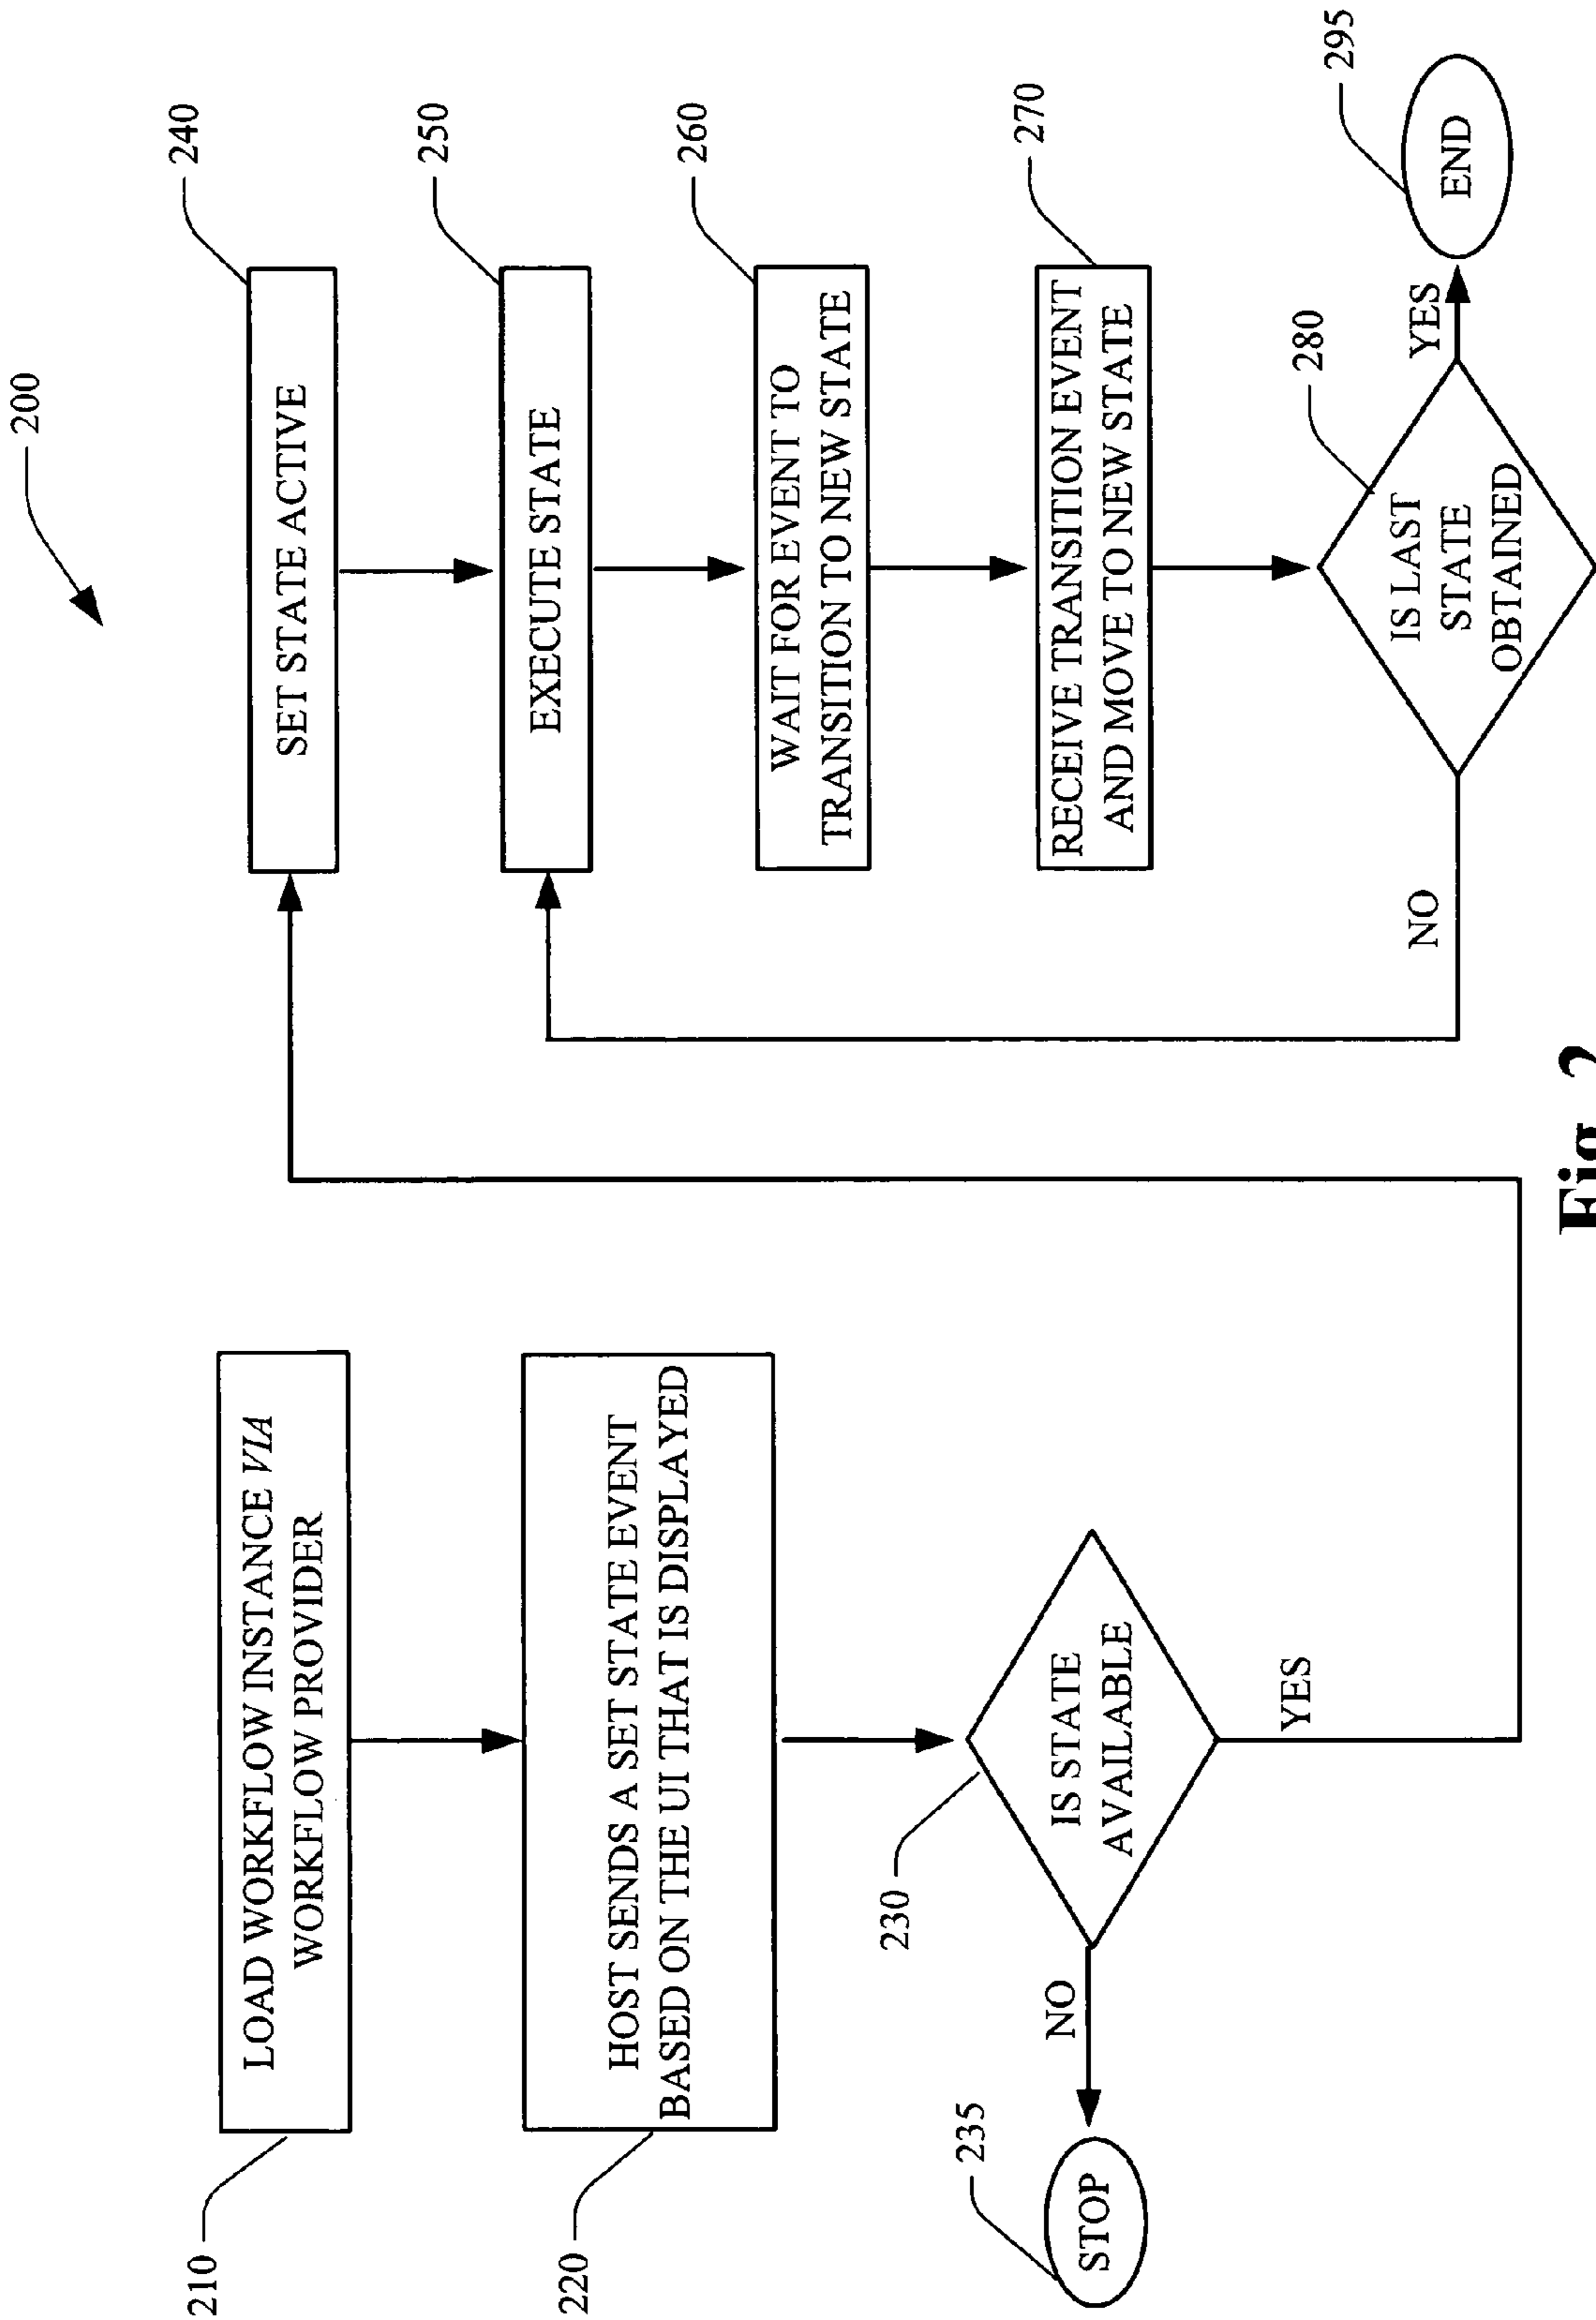 200
210
LOAD WORKFLOW INSTANCE VIA
WORKFLOW PROVIDER
220
HOST SENDS A SET STATE EVENT
BASED ON THE UI THAT IS DISPLAYED
230
IS STATE
AVAILABLE
NO
235
STOP
YES
240
SET STATE ACTIVE
250
EXECUTE STATE
260
WAIT FOR EVENT TO
TRANSITION TO NEW STATE
270
RECEIVE TRANSITION EVENT
AND MOVE TO NEW STATE
280
IS LAST
STATE
OBTAINED
NO
YES
295
END
Fig. 2